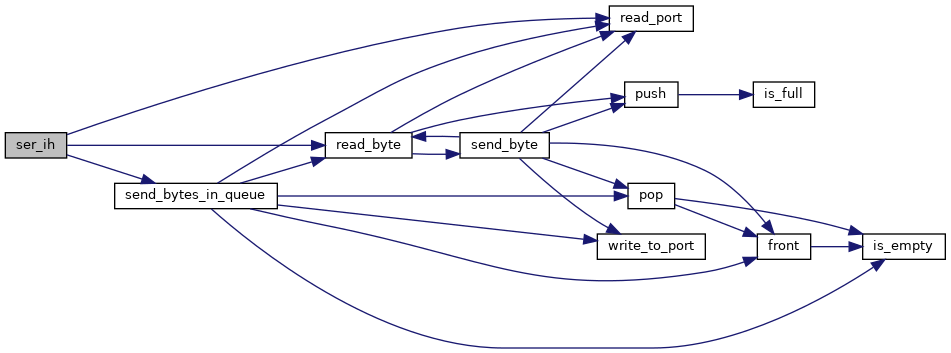 read_port
push
is_full
ser_ih
read_byte
send_byte
send_bytes_in_queue
pop
write_to_port
front
is_empty